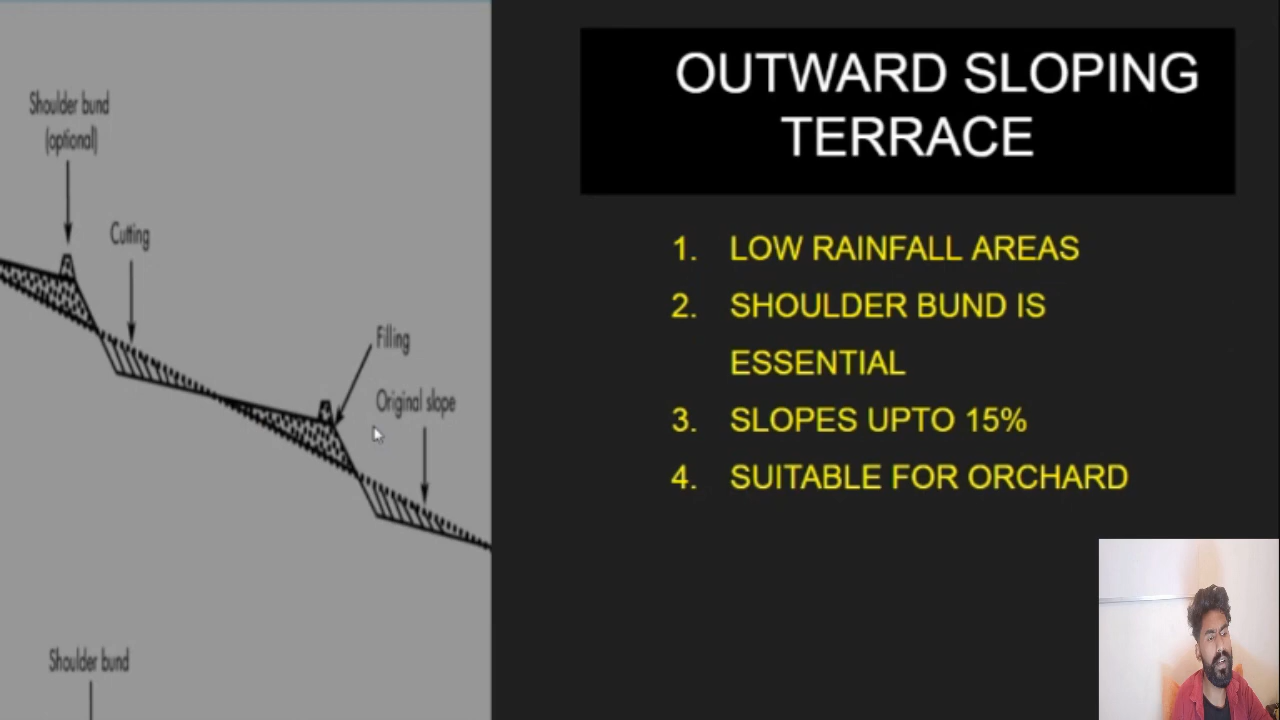 Shoulder bund
(optional)
Cutting
Filling
Original slope
Shoulder bund
OUTWARD SLOPING
TERRACE
1. LOW RAINFALL AREAS
2. SHOULDER BUND IS
ESSENTIAL
3. SLOPES UPTO 15%
4. SUITABLE FOR ORCHARD